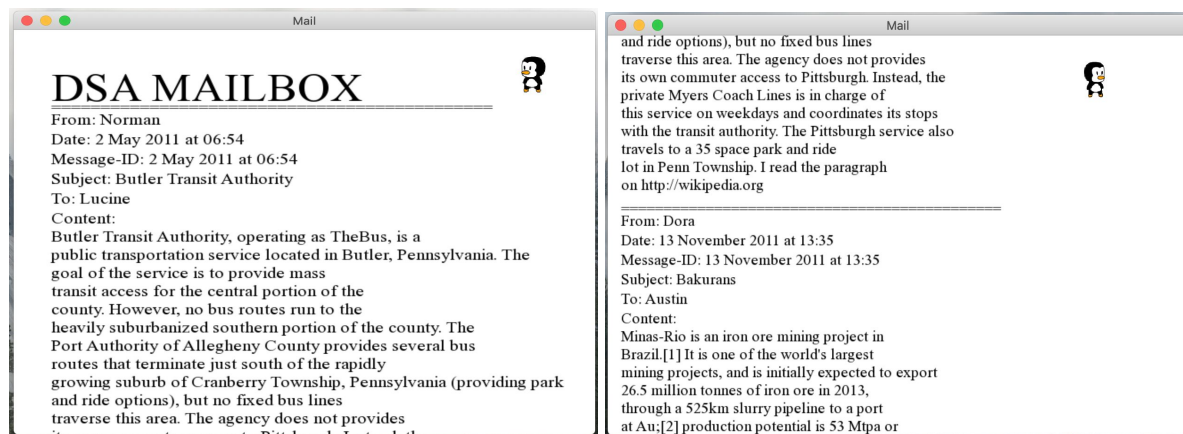 Mail
DSA MAILBOX
==================================================
From: Norman
Date: 2 May 2011 at 06:54
Message-ID: 2 May 2011 at 06:54
Subject: Butler Transit Authority
To: Lucine
Content:
Butler Transit Authority, operating as TheBus, is a
public transportation service located in Butler, Pennsylvania. The
goal of the service is to provide mass
transit access for the central portion of the
county. However, no bus routes run to the
heavily suburbanized southern portion of the county. The
Port Authority of Allegheny County provides several bus
routes that terminate just south of the rapidly
growing suburb of Cranberry Township, Pennsylvania (providing park
and ride options), but no fixed bus lines
traverse this area. The agency does not provides
Mail
and ride options), but no fixed bus lines
traverse this area. The agency does not provides
its own commuter access to Pittsburgh. Instead, the
private Myers Coach Lines is in charge of
this service on weekdays and coordinates its stops
with the transit authority. The Pittsburgh service also
travels to a 35 space park and ride
lot in Penn Township. I read the paragraph
on http://wikipedia.org
==================================================
From: Dora
Date: 13 November 2011 at 13:35
Message-ID: 13 November 2011 at 13:35
Subject: Bakurans
To: Austin
Content:
Minas-Rio is an iron ore mining project in
Brazil.[1] It is one of the world's largest
mining projects, and is initially expected to export
26.5 million tonnes of iron ore in 2013,
through a 525km slurry pipeline to a port
at Au;[2] production potential is 53 Mtpa or